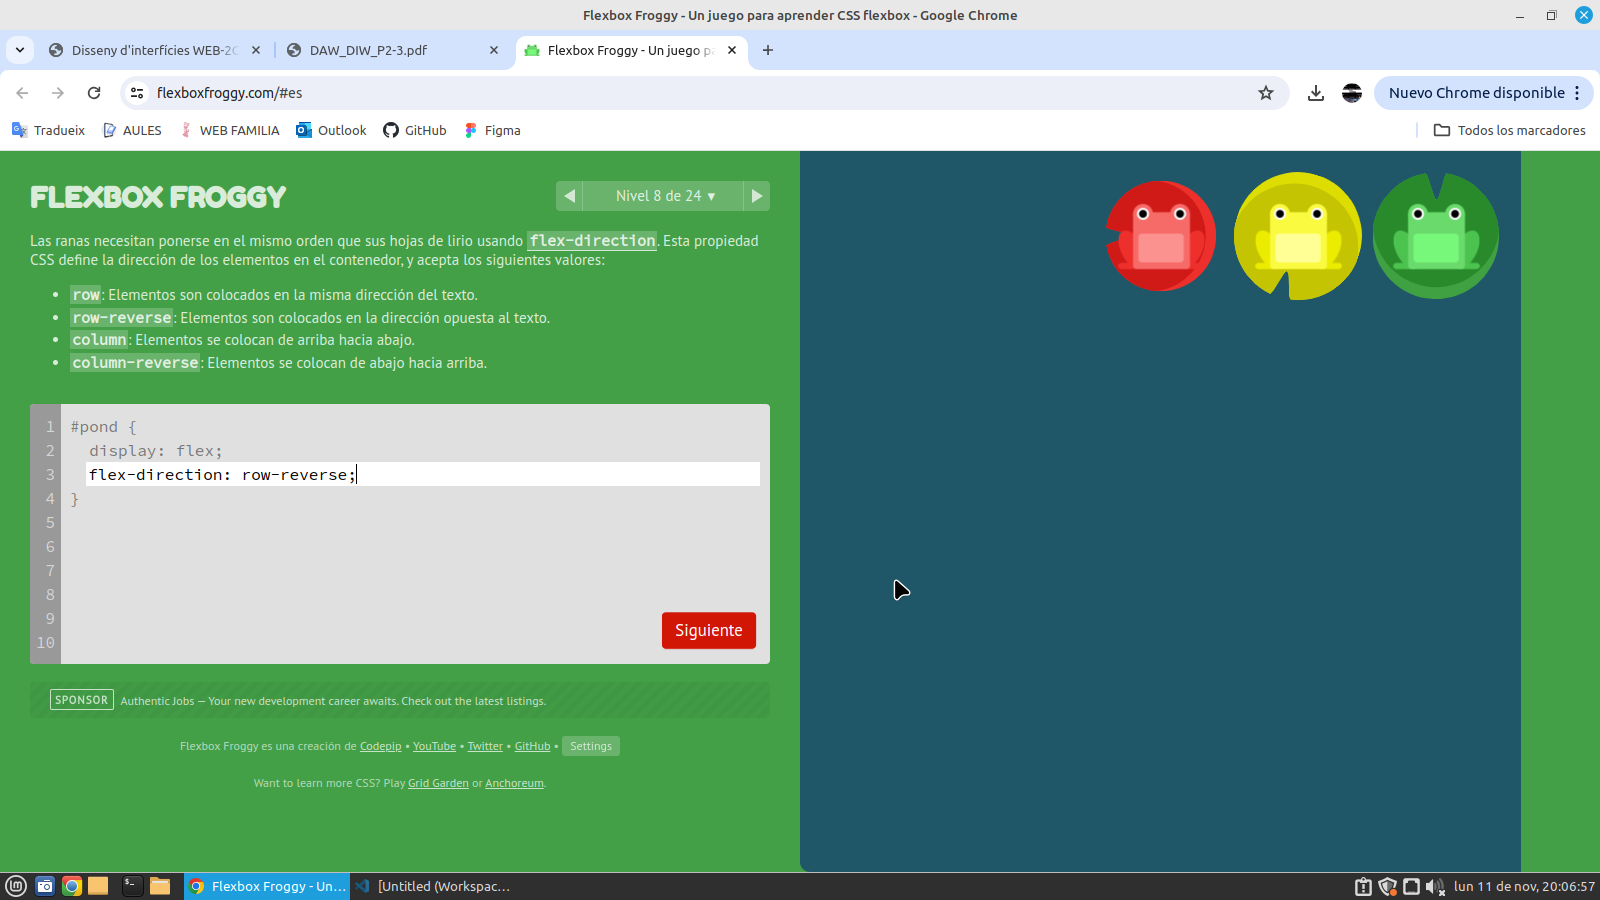 Flexbox Froggy - Un juego para aprender CSS flexbox - Google Chrome
Disseny d'interfícies WEB-2C
DAW_DIW_P2-3.pdf
Flexbox Froggy - Un juego p
flexboxfroggy.com/#es
Nuevo Chrome disponible
Tradueix
AULES
WEB FAMILIA
Outlook
GitHub
Figma
Todos los marcadores
FLEXBOX FROGGY
Nivel 8 de 24 ▾
Las ranas necesitan ponerse en el mismo orden que sus hojas de lirio usando flex-direction. Esta propiedad
CSS define la dirección de los elementos en el contenedor, y acepta los siguientes valores:
• row: Elementos son colocados en la misma dirección del texto.
• row-reverse: Elementos son colocados en la dirección opuesta al texto.
• column: Elementos se colocan de arriba hacia abajo.
• column-reverse: Elementos se colocan de abajo hacia arriba.
1 #pond {
2 display: flex;
3 flex-direction: row-reverse;
4 }
5
6
7
8
9
10
Siguiente
SPONSOR Authentic Jobs — Your new development career awaits. Check out the latest listings.
Flexbox Froggy es una creación de Codepip • YouTube • Twitter • GitHub • Settings
Want to learn more CSS? Play Grid Garden or Anchoreum.
Flexbox Froggy - Un...
[Untitled (Workspac...
lun 11 de nov, 20:06:57